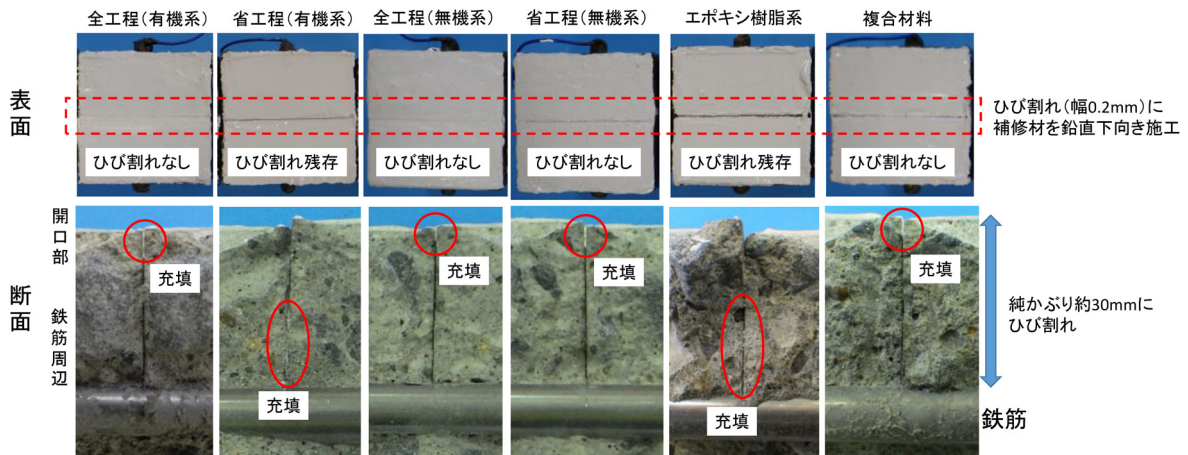 全工程(有機系)
省工程(有機系)
全工程(無機系)
省工程(無機系)
エポキシ樹脂系
複合材料
表面
ひび割れなし
ひび割れ残存
ひび割れなし
ひび割れなし
ひび割れ残存
ひび割れなし
ひび割れ(幅0.2mm)に
補修材を鉛直下向き施工
断面
開口部
鉄筋周辺
充填
充填
充填
充填
充填
充填
純かぶり約30mmに
ひび割れ
鉄筋